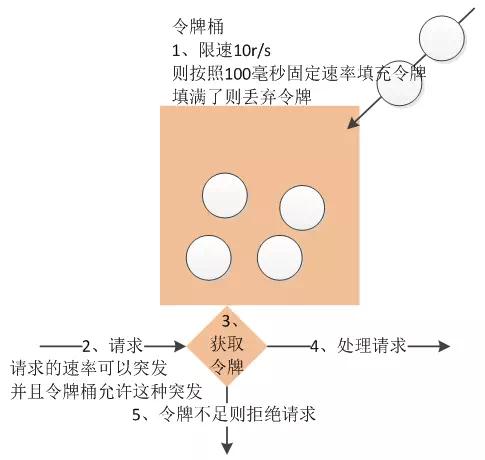 令牌桶
1、限速10r/s
则按照100毫秒固定速率填充令牌
填满了则丢弃令牌
3、
获取
令牌
2、请求
4、处理请求
请求的速率可以突发
并且令牌桶允许这种突发
5、令牌不足则拒绝请求